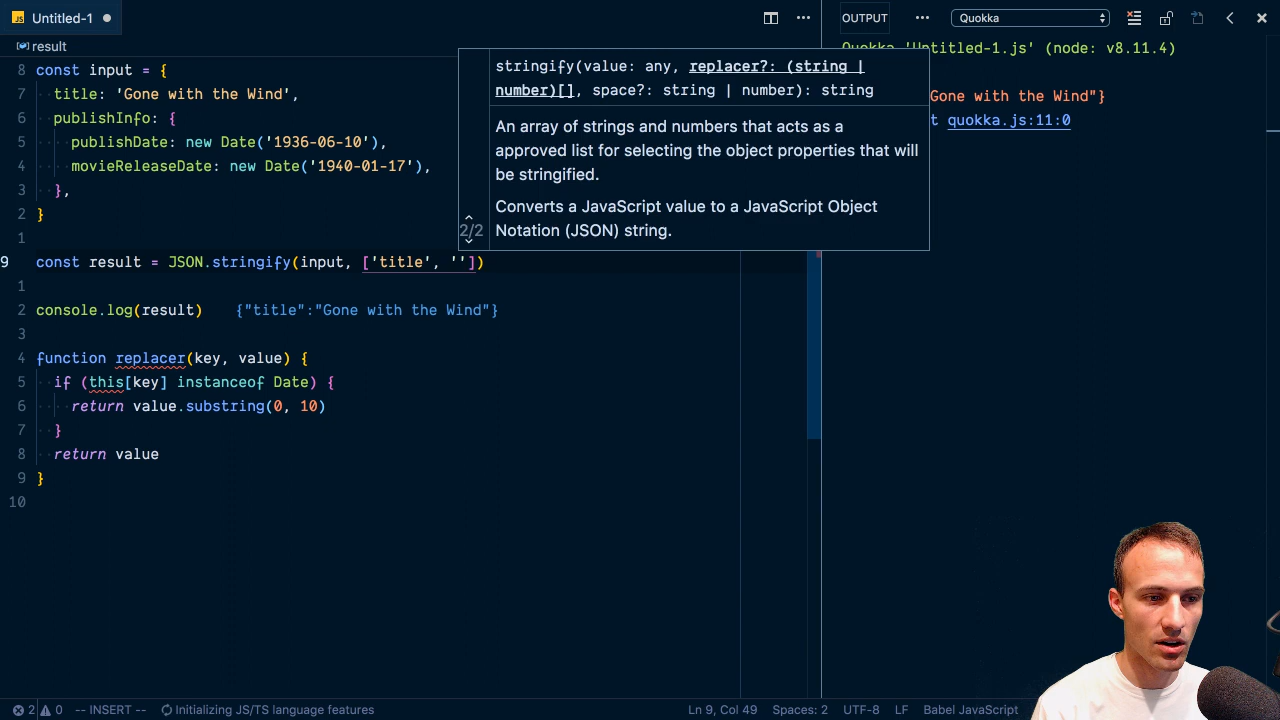 JS Untitled-1
OUTPUT
Quokka
result
Quokka 'Untitled-1.js' (node: v8.11.4)
8 const input = {
7 title: 'Gone with the Wind',
6 publishInfo: {
5 publishDate: new Date('1936-06-10'),
4 movieReleaseDate: new Date('1940-01-17'),
3 },
2 }
1
9 const result = JSON.stringify(input, ['title', ''])
1
2 console.log(result) {"title":"Gone with the Wind"}
3
4 function replacer(key, value) {
5 if (this[key] instanceof Date) {
6 return value.substring(0, 10)
7 }
8 return value
9 }
10
stringify(value: any, replacer?: (string |
number)[], space?: string | number): string
An array of strings and numbers that acts as a
approved list for selecting the object properties that will
be stringified.
Converts a JavaScript value to a JavaScript Object
2/2 Notation (JSON) string.
Gone with the Wind"}
t quokka.js:11:0
2 0 -- INSERT -- Initializing JS/TS language features
Ln 9, Col 49 Spaces: 2 UTF-8 LF Babel JavaScript